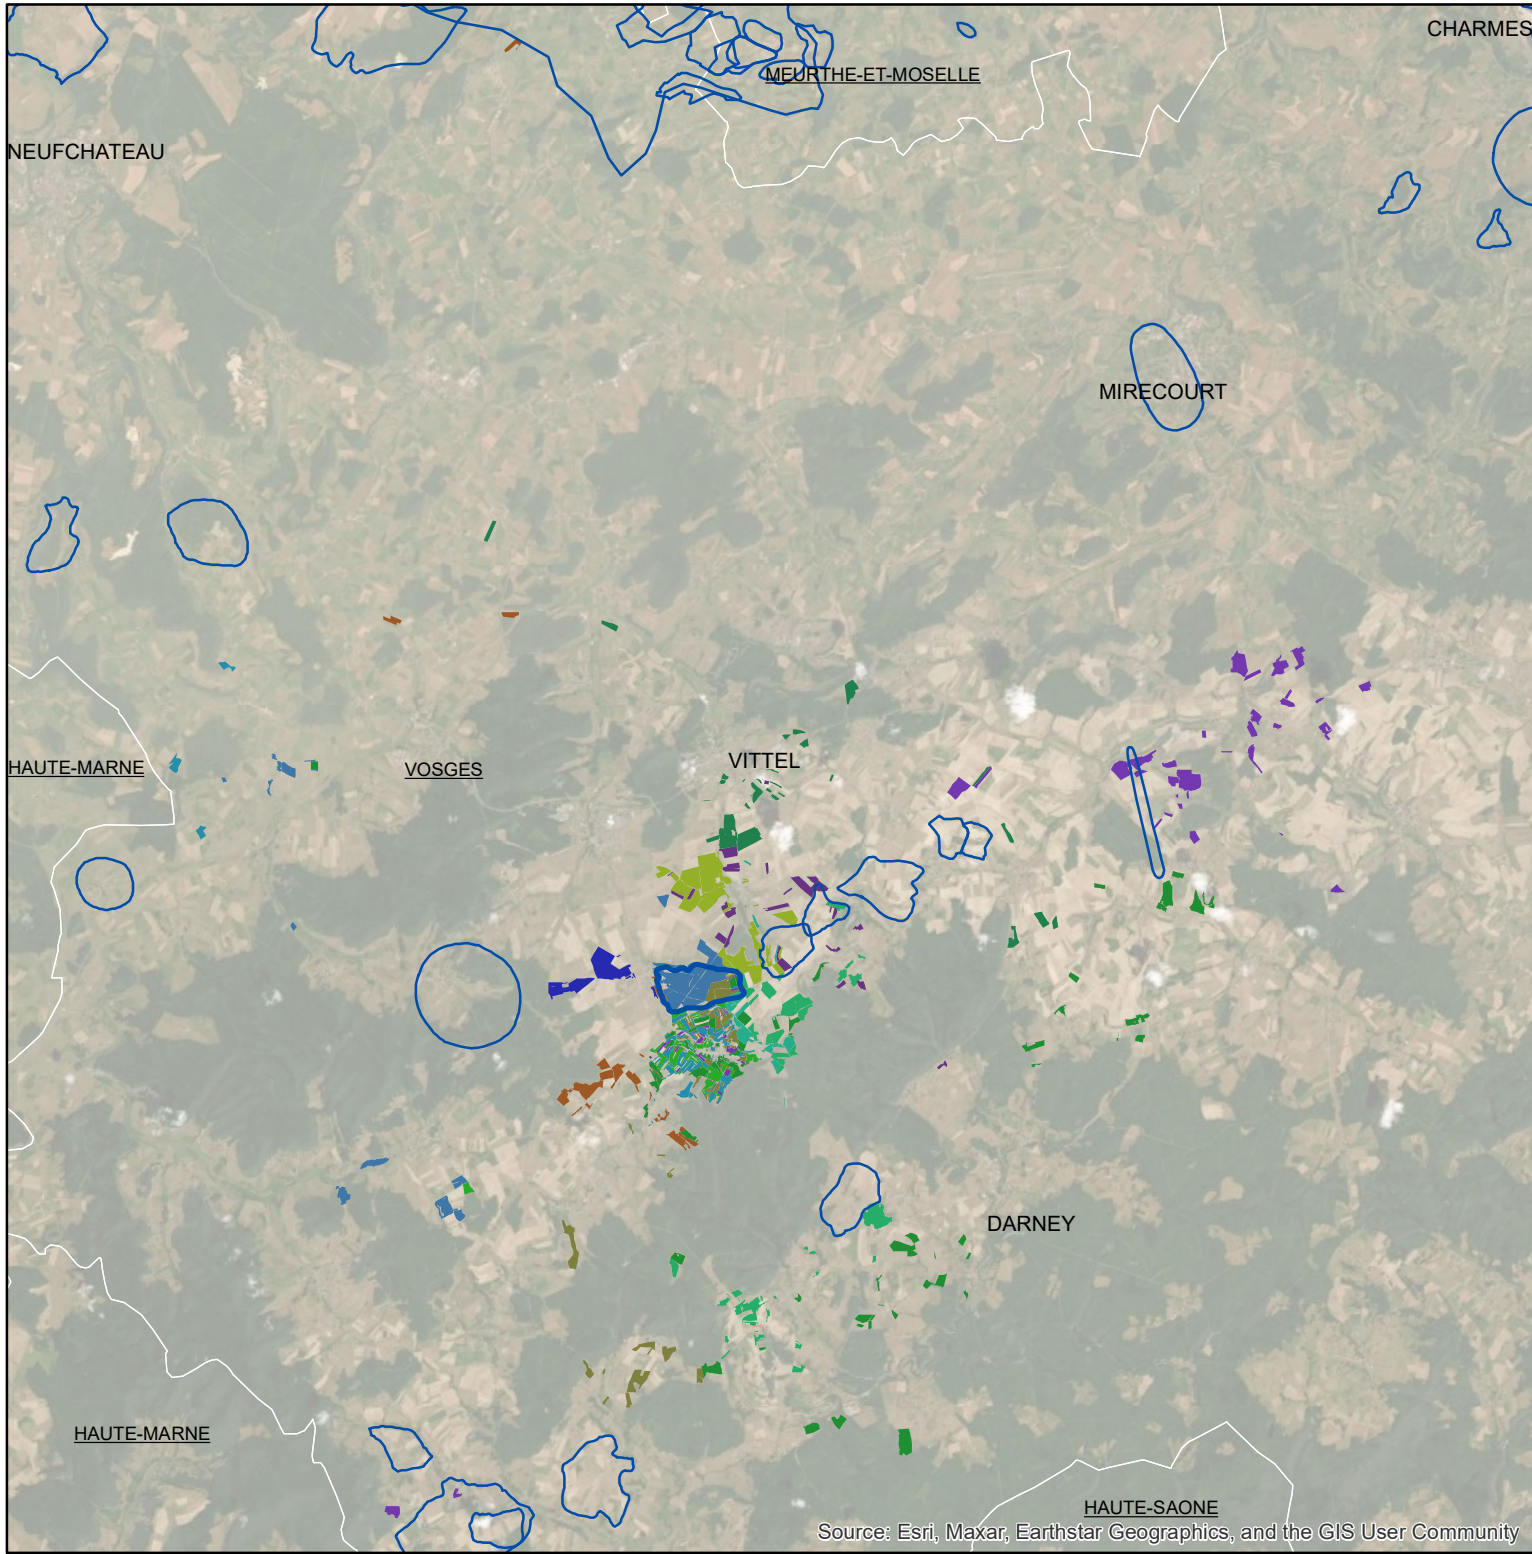 CHARMES
MEURTHE-ET-MOSELLE
NEUFCHATEAU
MIRECOURT
VITTEL
HAUTE-MARNE
VOSGES
DARNEY
HAUTE-MARNE
HAUTE-SAONE
Source: Esri, Maxar, Earthstar Geographics, and the GIS User Community